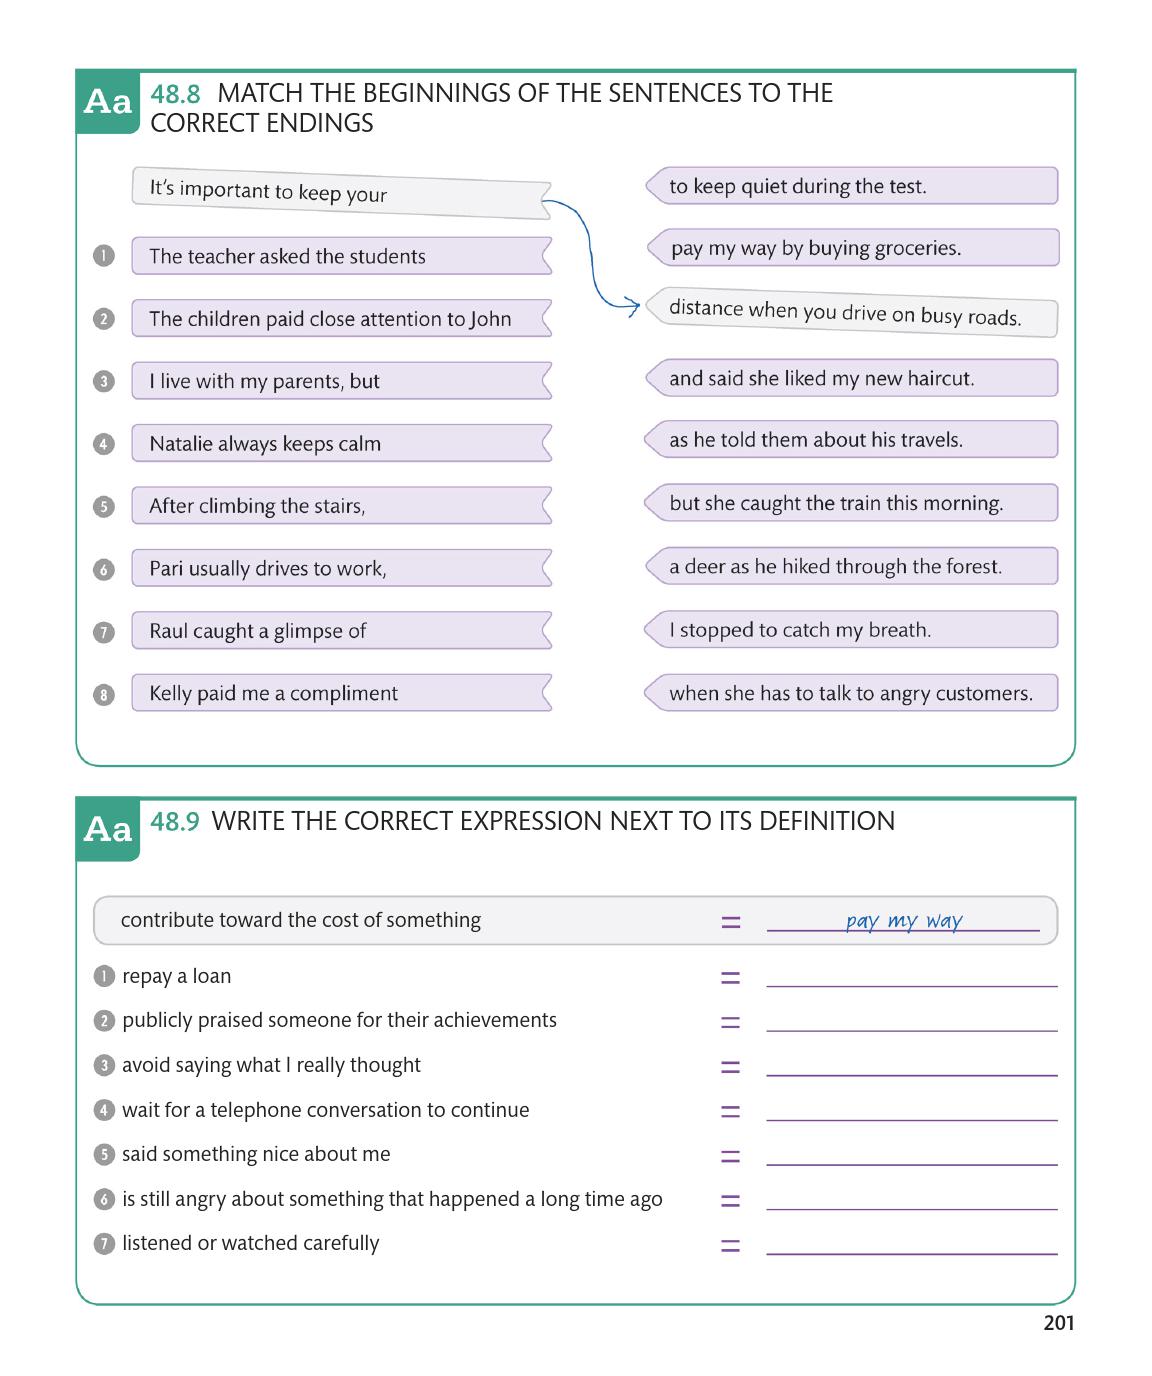 Aa 48.8 MATCH THE BEGINNINGS OF THE SENTENCES TO THE
CORRECT ENDINGS
It's important to keep your
1 The teacher asked the students
2 The children paid close attention to John
3 I live with my parents, but
4 Natalie always keeps calm
5 After climbing the stairs,
6 Pari usually drives to work,
7 Raul caught a glimpse of
8 Kelly paid me a compliment
to keep quiet during the test.
pay my way by buying groceries.
distance when you drive on busy roads.
and said she liked my new haircut.
as he told them about his travels.
but she caught the train this morning.
a deer as he hiked through the forest.
I stopped to catch my breath.
when she has to talk to angry customers.
Aa 48.9 WRITE THE CORRECT EXPRESSION NEXT TO ITS DEFINITION
contribute toward the cost of something = pay my way
1 repay a loan =
2 publicly praised someone for their achievements =
3 avoid saying what I really thought =
4 wait for a telephone conversation to continue =
5 said something nice about me =
6 is still angry about something that happened a long time ago =
7 listened or watched carefully =
201